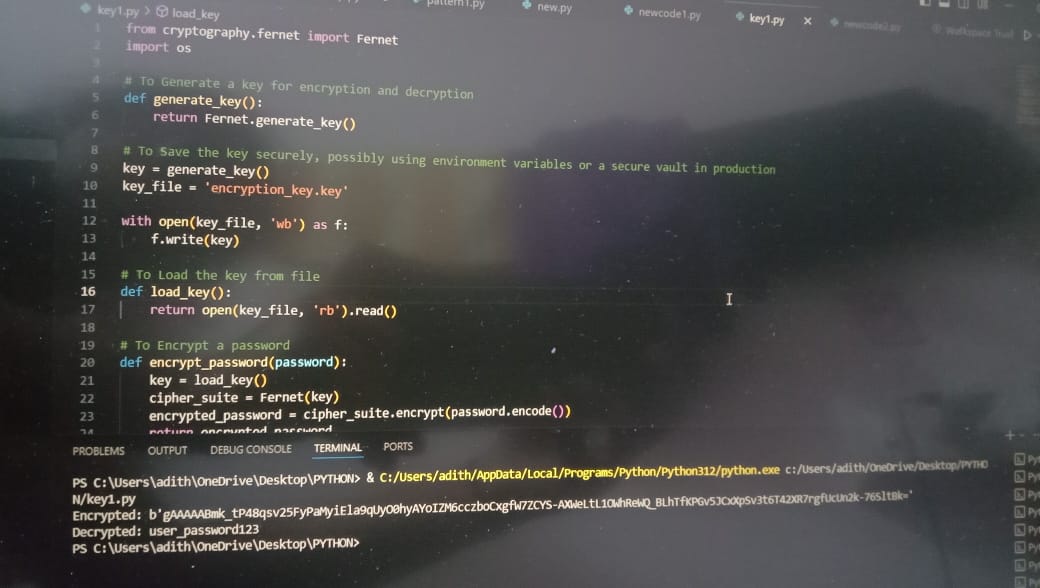 pattern1.py new.py newcode1.py key1.py newcode2.py Workspace Trust
key1.py > load_key
1 from cryptography.fernet import Fernet
2 import os
3
4 # To Generate a key for encryption and decryption
5 def generate_key():
6 return Fernet.generate_key()
7
8 # To Save the key securely, possibly using environment variables or a secure vault in production
9 key = generate_key()
10 key_file = 'encryption_key.key'
11
12 with open(key_file, 'wb') as f:
13 f.write(key)
14
15 # To Load the key from file
16 def load_key():
17 return open(key_file, 'rb').read()
18
19 # To Encrypt a password
20 def encrypt_password(password):
21 key = load_key()
22 cipher_suite = Fernet(key)
23 encrypted_password = cipher_suite.encrypt(password.encode())
24 return encrypted_password
PROBLEMS OUTPUT DEBUG CONSOLE TERMINAL PORTS
PS C:\Users\adith\OneDrive\Desktop\PYTHON> & C:/Users/adith/AppData/Local/Programs/Python/Python312/python.exe c:/Users/adith/OneDrive/Desktop/PYTHO
N/key1.py
Encrypted:
Decrypted: user_password123
PS C:\Users\adith\OneDrive\Desktop\PYTHON>